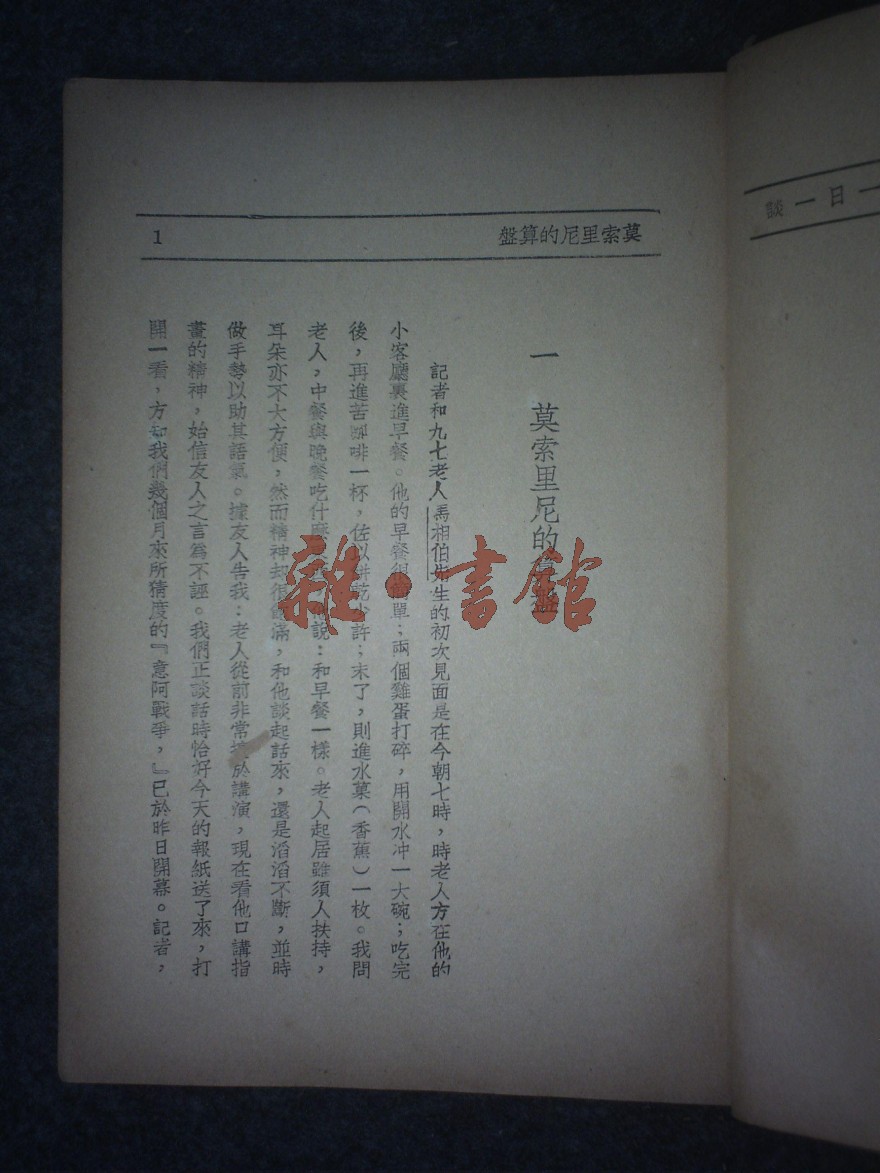 談一日一
莫索里尼的算盤
1
一 莫索里尼的算盤
記者和九七老人馬相伯先生的初次見面是在今朝七時，時老人方在他的
小客廳裏進早餐。他的早餐很簡單；兩個雞蛋打碎，用開水冲一大碗；吃完
後，再進苦咖啡一杯，佐以餅乾少許；末了，則進水菓（香蕉）一枚。我問
老人，中餐與晚餐吃什麼 說：和早餐一樣。老人起居雖須人扶持，
耳朵亦不大方便，然而精神却很飽滿，和他談起話來，還是滔滔不斷，並時
做手勢以助其語氣。據友人告我：老人從前非常 於講演，現在看他口講指
畫的精神，始信友人之言爲不誣。我們正談話時恰好今天的報紙送了來，打
開一看，方知我們幾個月來所猜度的『意阿戰爭，』已於昨日開幕。記者，
雜·書館